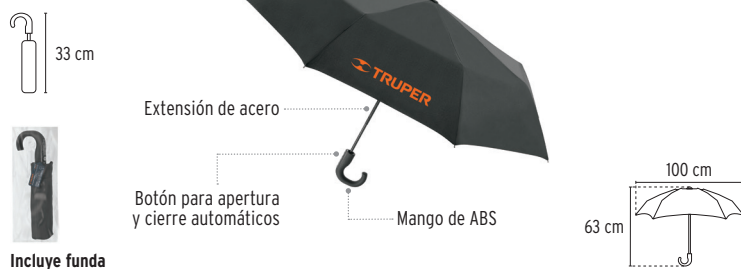 33 cm
TRUPER
Extensión de acero
Botón para apertura
y cierre automáticos
Mango de ABS
100 cm
63 cm
Incluye funda